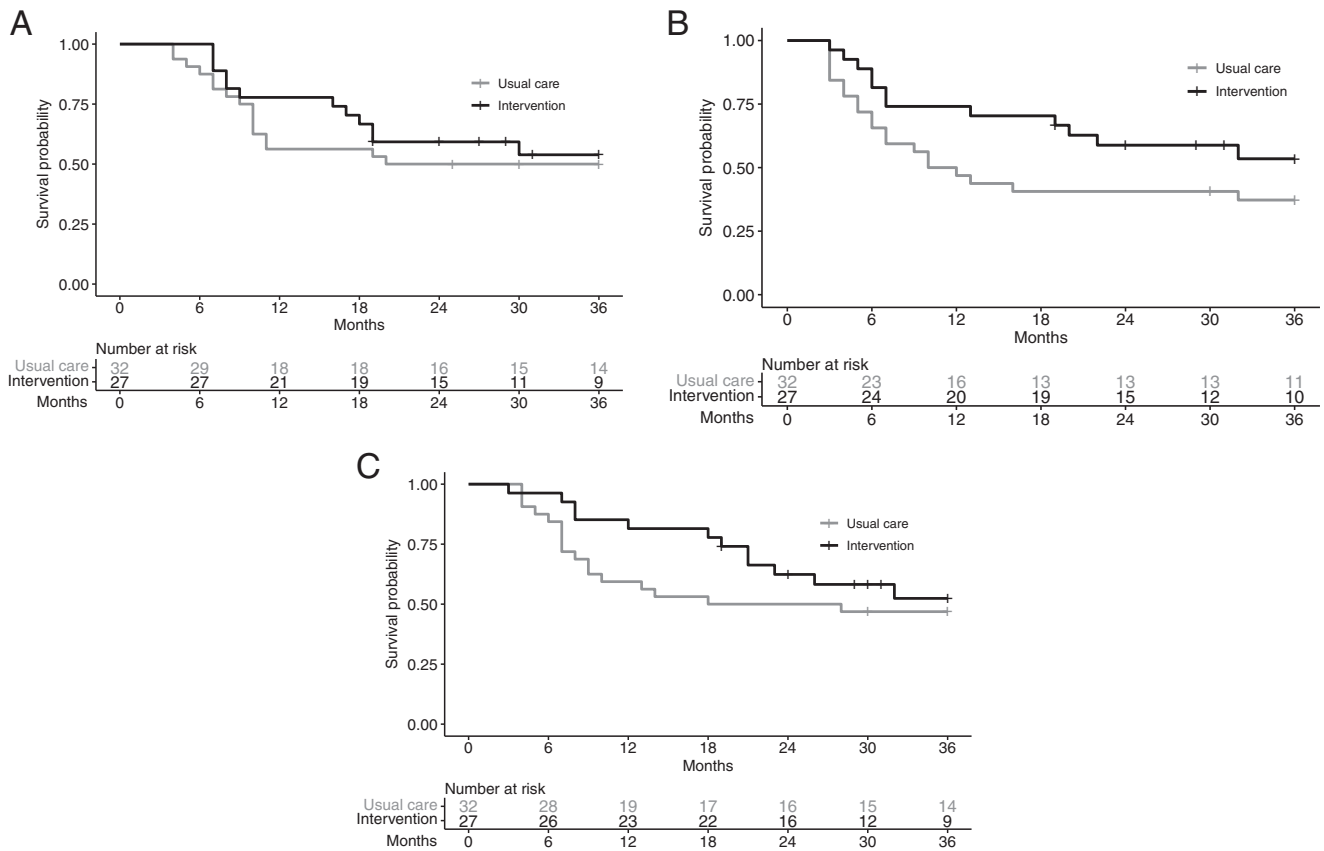 A
1.00
0.75
0.50
0.25
0.00
Survival probability
Usual care
Intervention
0 6 12 18 24 30 36
Months
Number at risk
Usual care 32 29 18 18 16 15 14
Intervention 27 27 21 19 15 11 9
Months 0 6 12 18 24 30 36
B
1.00
0.75
0.50
0.25
0.00
Survival probability
Usual care
Intervention
0 6 12 18 24 30 36
Months
Number at risk
Usual care 32 23 16 13 13 13 11
Intervention 27 24 20 19 15 12 10
Months 0 6 12 18 24 30 36
C
1.00
0.75
0.50
0.25
0.00
Survival probability
Usual care
Intervention
0 6 12 18 24 30 36
Months
Number at risk
Usual care 32 28 19 17 16 15 14
Intervention 27 26 23 22 16 12 9
Months 0 6 12 18 24 30 36